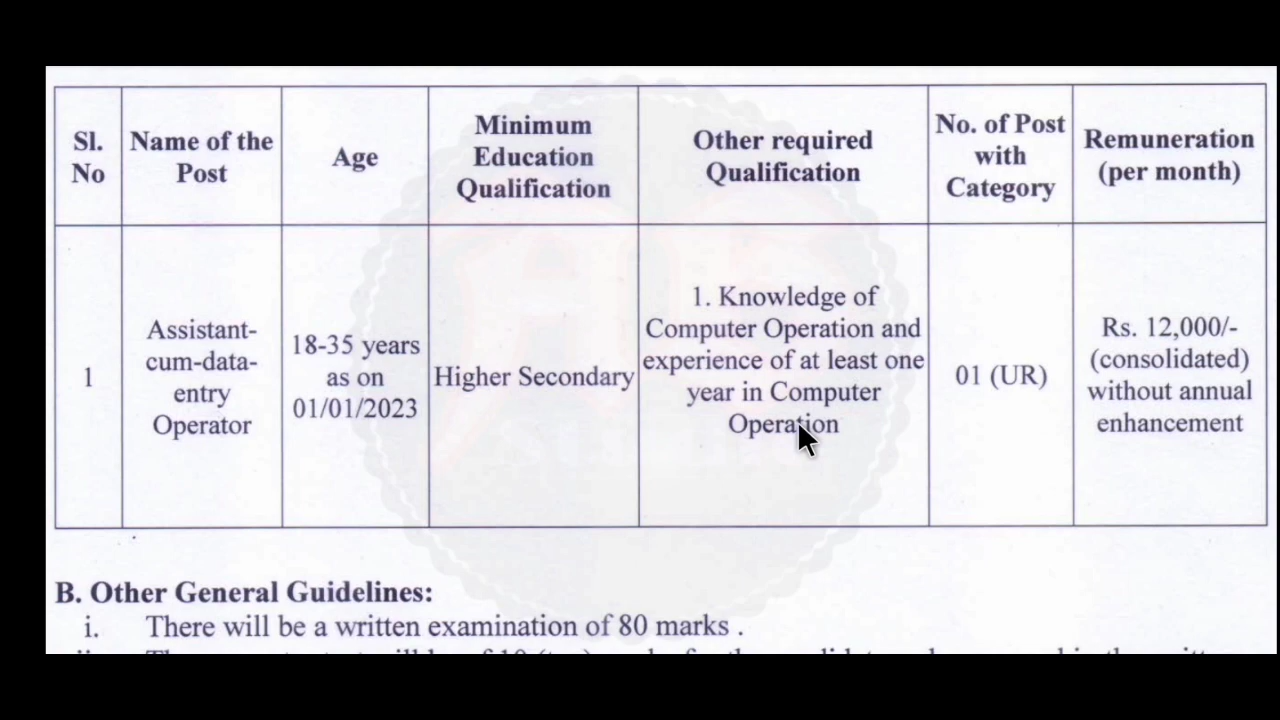 Sl. No
Name of the Post
Age
Minimum Education Qualification
Other required Qualification
No. of Post with Category
Remuneration (per month)
1
Assistant-
cum-data-
entry
Operator
18-35 years
as on
01/01/2023
Higher Secondary
1. Knowledge of
Computer Operation and
experience of at least one
year in Computer
Operation
01 (UR)
Rs. 12,000/-
(consolidated)
without annual
enhancement
B. Other General Guidelines:
i. There will be a written examination of 80 marks .